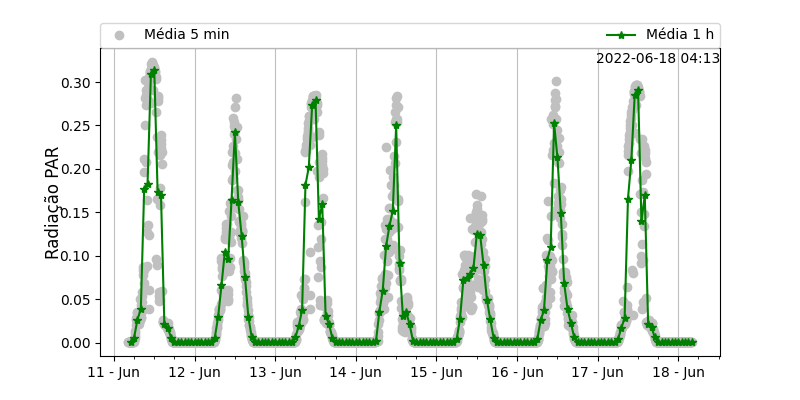 Média 5 min
Média 1 h
2022-06-18 04:13
Radiação PAR
0.30
0.25
0.20
0.15
0.10
0.05
0.00
11 - Jun
12 - Jun
13 - Jun
14 - Jun
15 - Jun
16 - Jun
17 - Jun
18 - Jun